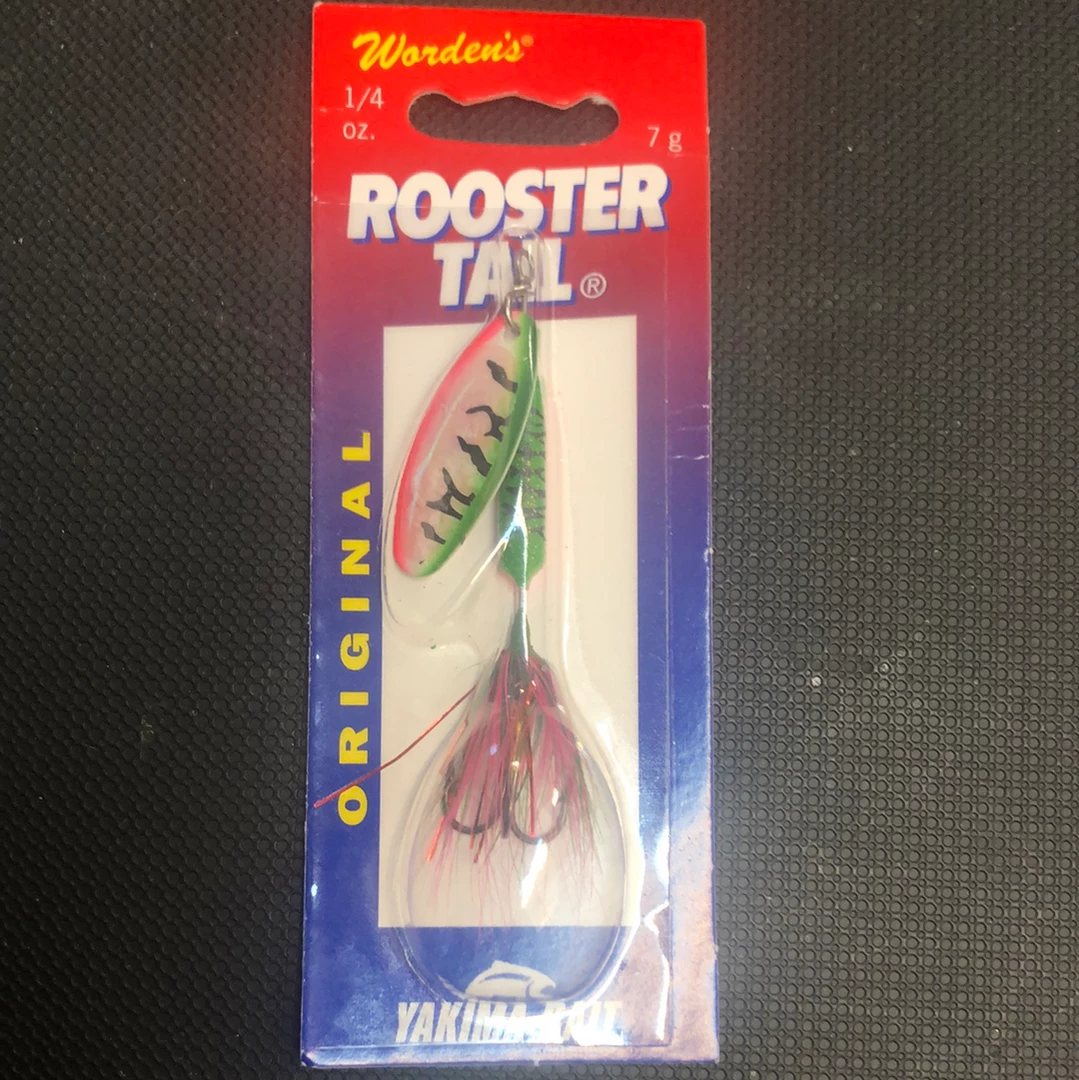 Worden's®
1/4
oz.
7 g
ROOSTER
TAIL®
ORIGINAL
YAKIMA BAIT